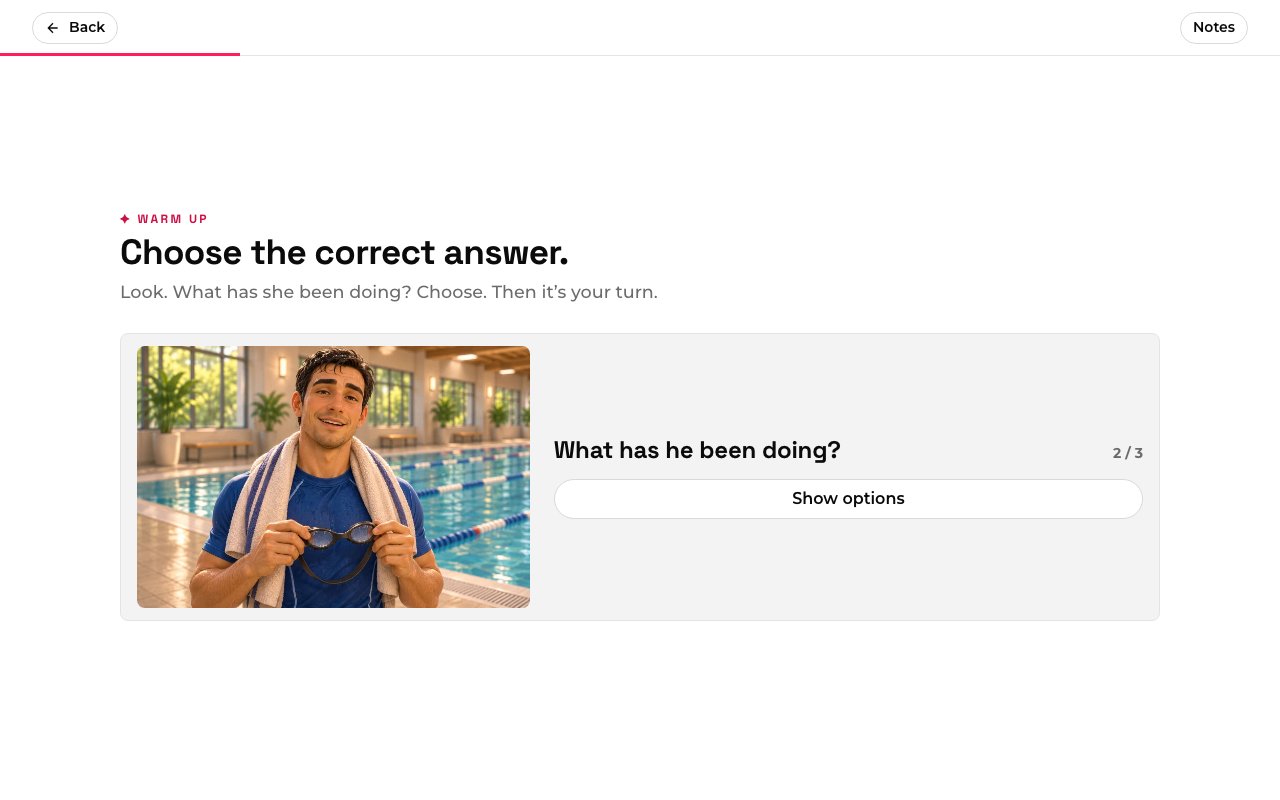 Back
Notes
WARM UP
Choose the correct answer.
Look. What has she been doing? Choose. Then it’s your turn.
What has he been doing?
2 / 3
Show options